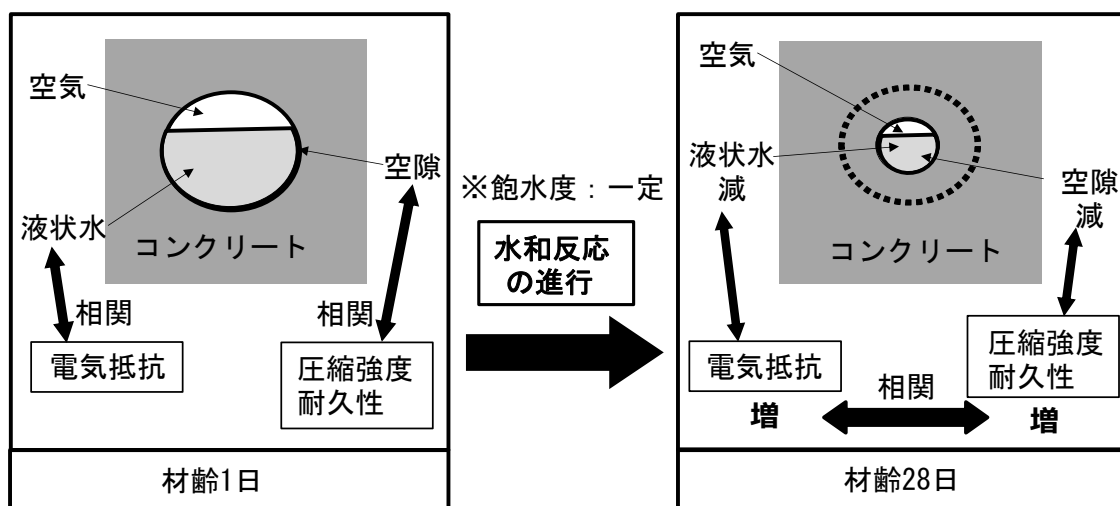 空気
空隙
液状水
コンクリート
相関
相関
電気抵抗
圧縮強度
耐久性
材齢1日
※飽水度：一定
水和反応
の進行
空気
液状水
減
空隙
減
コンクリート
電気抵抗
増
相関
圧縮強度
耐久性
増
材齢28日